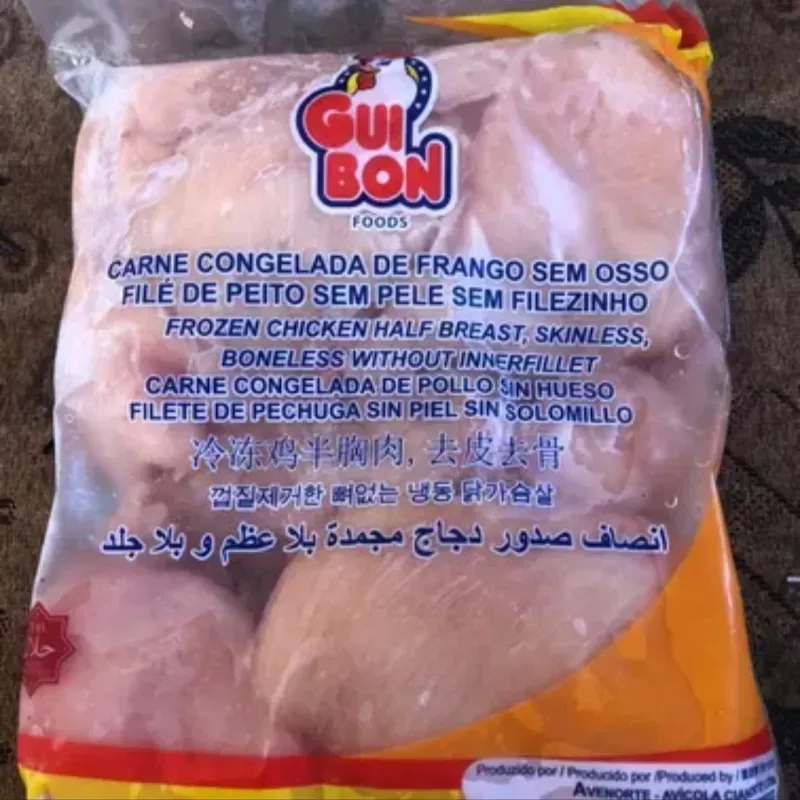 GUI
BON
FOODS
CARNE CONGELADA DE FRANGO SEM OSSO
FILÉ DE PEITO SEM PELE SEM FILEZINHO
FROZEN CHICKEN HALF BREAST, SKINLESS,
BONELESS WITHOUT INNERFILLET
CARNE CONGELADA DE POLLO SIN HUESO
FILETE DE PECHUGA SIN PIEL SIN SOLOMILLO
冷冻鸡半胸肉, 去皮去骨
껍질제거한 뼈없는 냉동 닭가슴살
انصاف صدور دجاج مجمدة بلا عظم و بلا جلد
حلال
Produzido por / Producido por /Produced by /
AVENORTE - AVÍCOLA